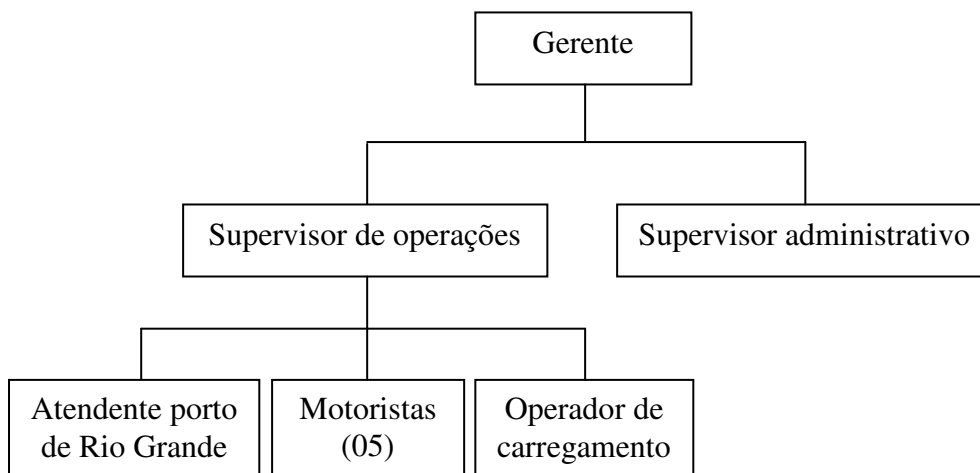 Gerente
Supervisor de operações
Supervisor administrativo
Atendente porto
de Rio Grande
Motoristas
(05)
Operador de
carregamento